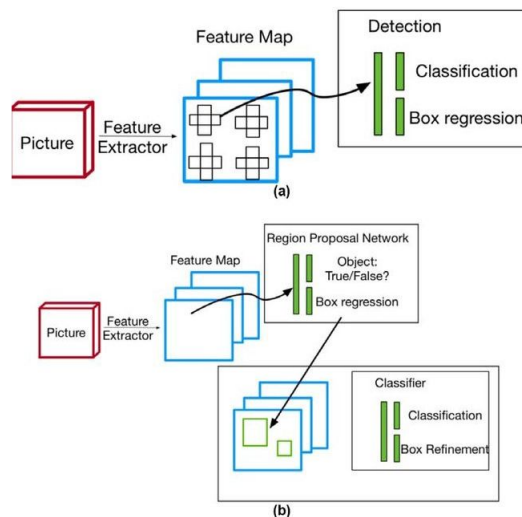 Detection
Feature Map
Classification
Feature
Picture
Extractor
Box regression
(a)
Region Proposal Network
Feature Map
Object:
True/False?
Feature
Picture
Extractor
Box regression
Classifier
Classification
Box Refinement
(b)